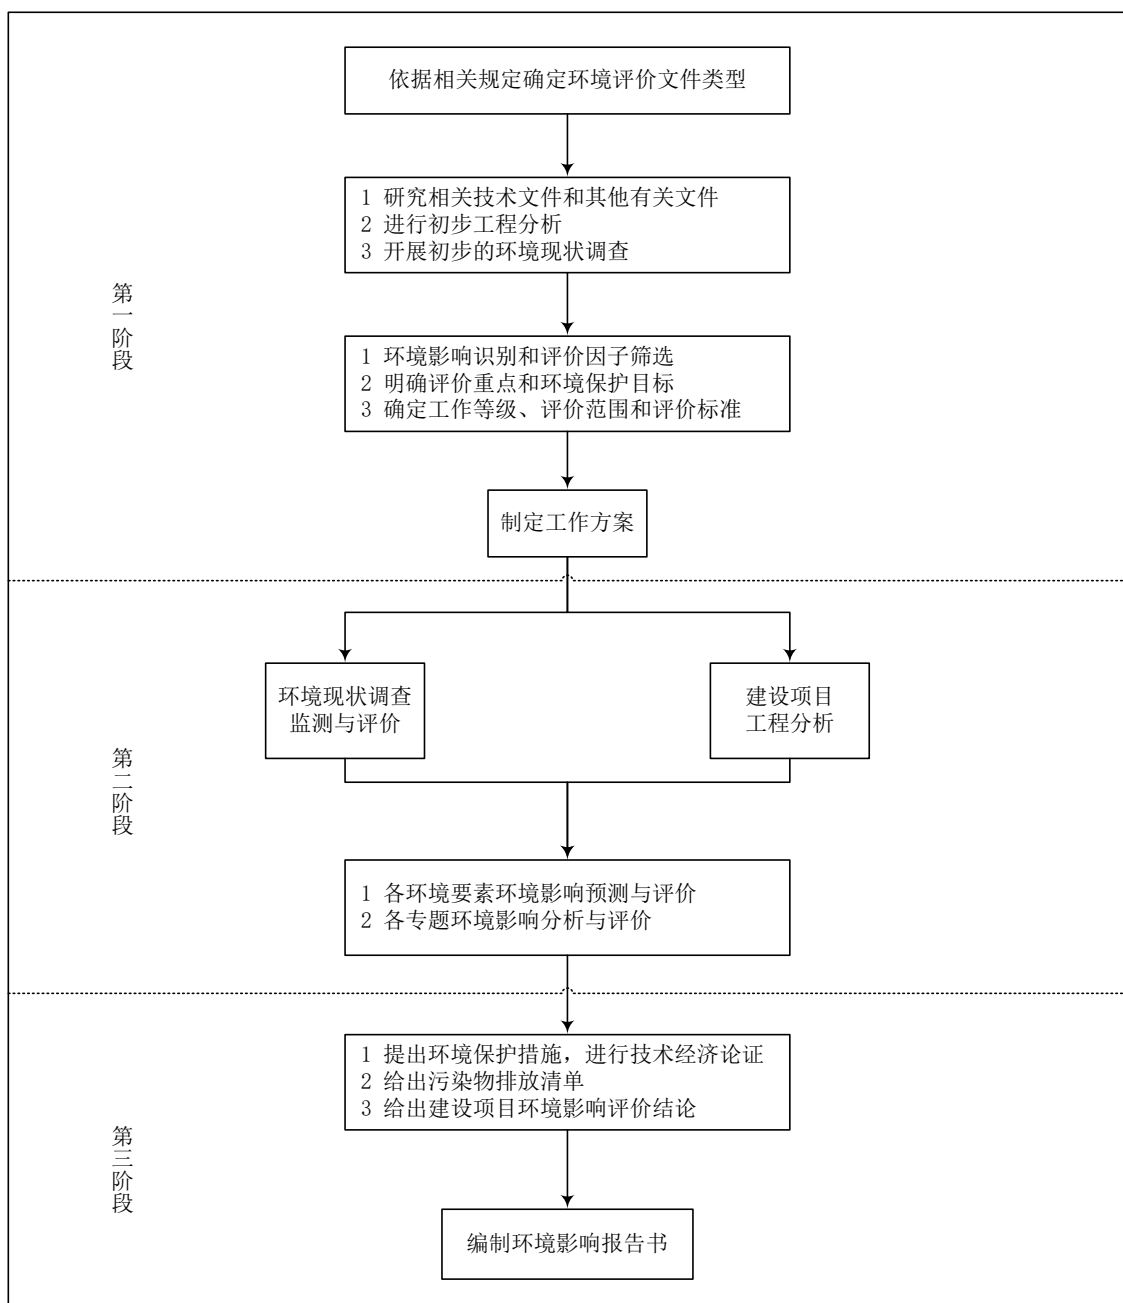 依据相关规定确定环境评价文件类型
1 研究相关技术文件和其他有关文件
2 进行初步工程分析
3 开展初步的环境现状调查
第一阶段
1 环境影响识别和评价因子筛选
2 明确评价重点和环境保护目标
3 确定工作等级、评价范围和评价标准
制定工作方案
环境现状调查
监测与评价
建设项目
工程分析
第二阶段
1 各环境要素环境影响预测与评价
2 各专题环境影响分析与评价
1 提出环境保护措施，进行技术经济论证
2 给出污染物排放清单
3 给出建设项目环境影响评价结论
第三阶段
编制环境影响报告书